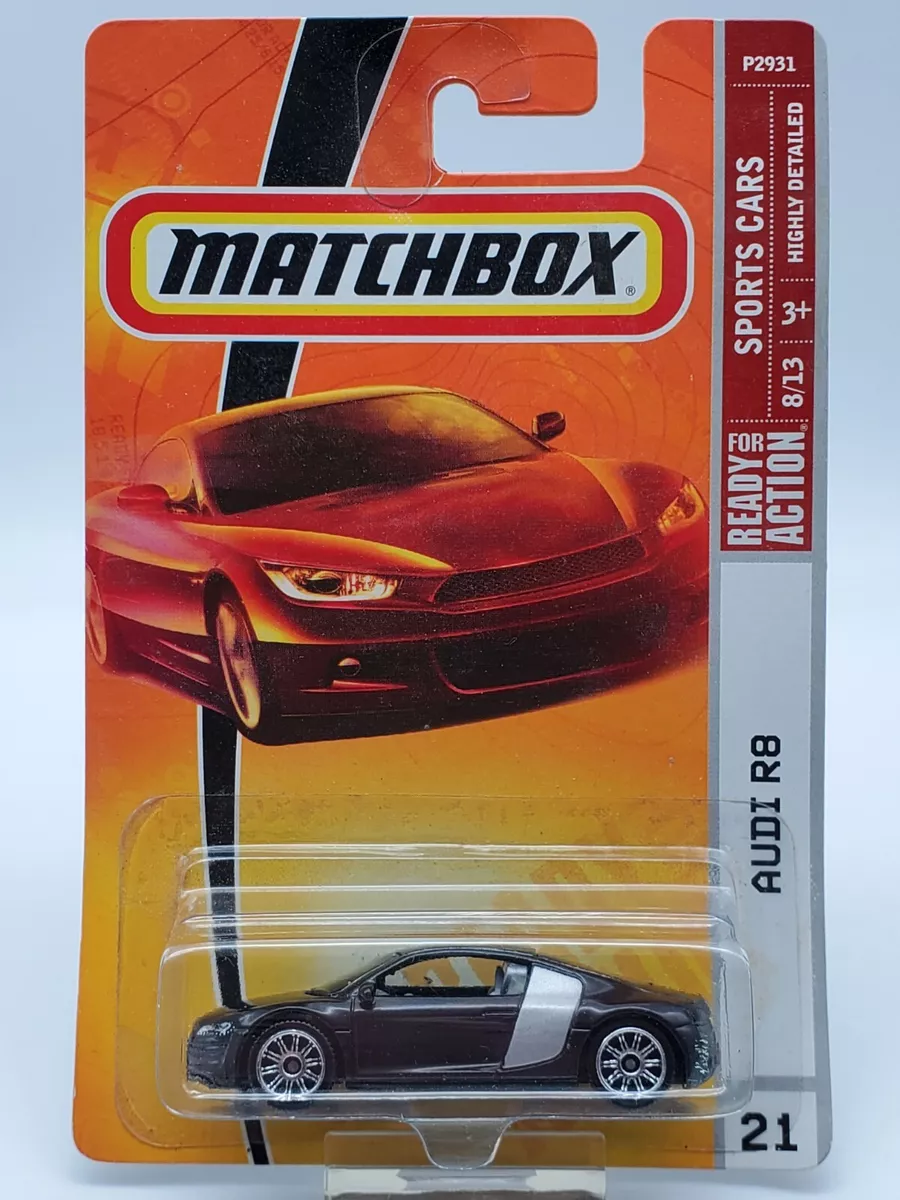 MATCHBOX®
P2931
SPORTS CARS
HIGHLY DETAILED
8/13 3+
READY FOR ACTION®
AUDI R8
21